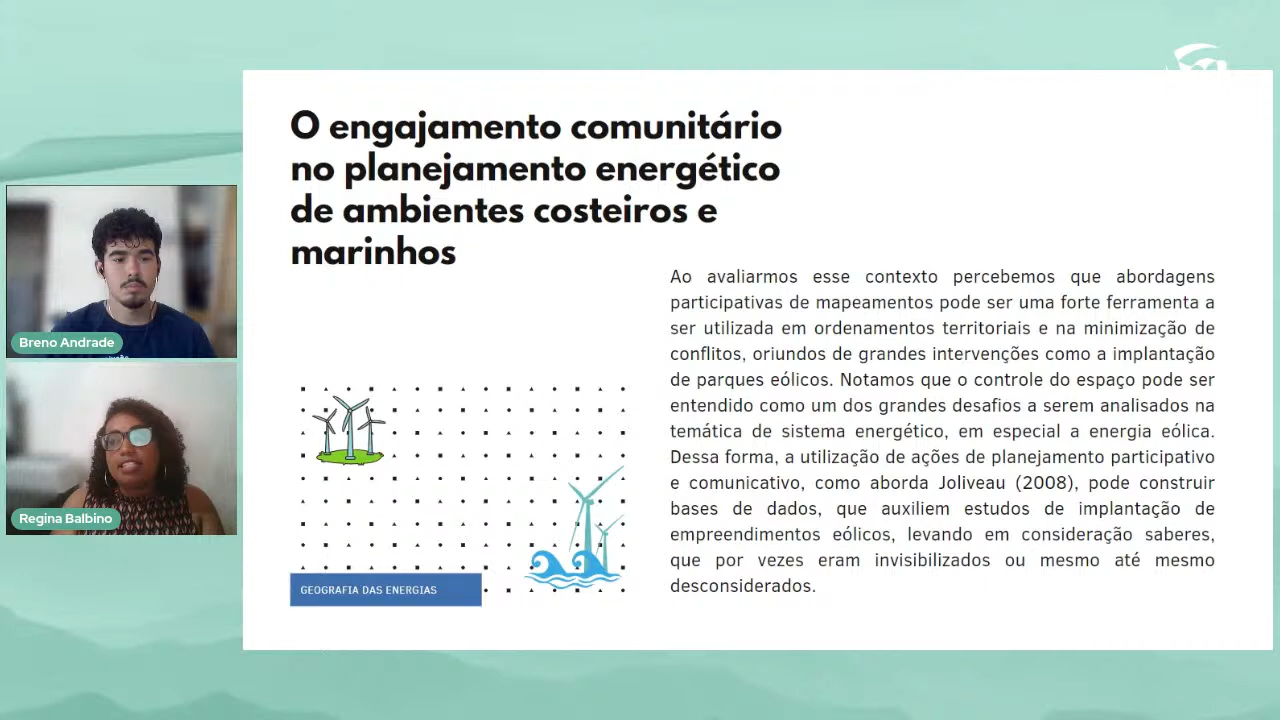 O engajamento comunitário
no planejamento energético
de ambientes costeiros e
marinhos
Ao avaliarmos esse contexto percebemos que abordagens
participativas de mapeamentos pode ser uma forte ferramenta a
ser utilizada em ordenamentos territoriais e na minimização de
conflitos, oriundos de grandes intervenções como a implantação
de parques eólicos. Notamos que o controle do espaço pode ser
entendido como um dos grandes desafios a serem analisados na
temática de sistema energético, em especial a energia eólica.
Dessa forma, a utilização de ações de planejamento participativo
e comunicativo, como aborda Joliveau (2008), pode construir
bases de dados, que auxiliem estudos de implantação de
empreendimentos eólicos, levando em consideração saberes,
que por vezes eram invisibilizados ou mesmo até mesmo
desconsiderados.
GEOGRAFIA DAS ENERGIAS
Breno Andrade
Regina Balbino